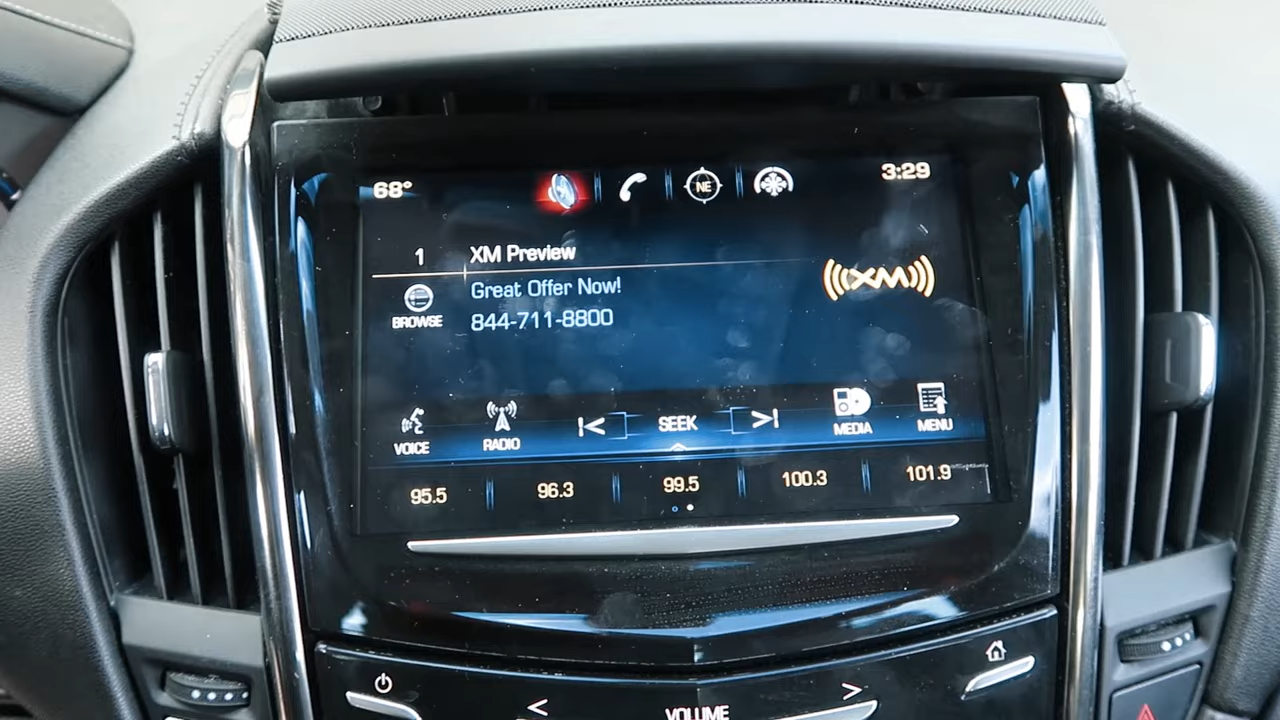 68°
NE
3:29
1 XM Preview
Great Offer Now!
XM
BROWSE
844-711-8800
VOICE RADIO SEEK MEDIA MENU
95.5 96.3 99.5 100.3 101.9
VOLUME